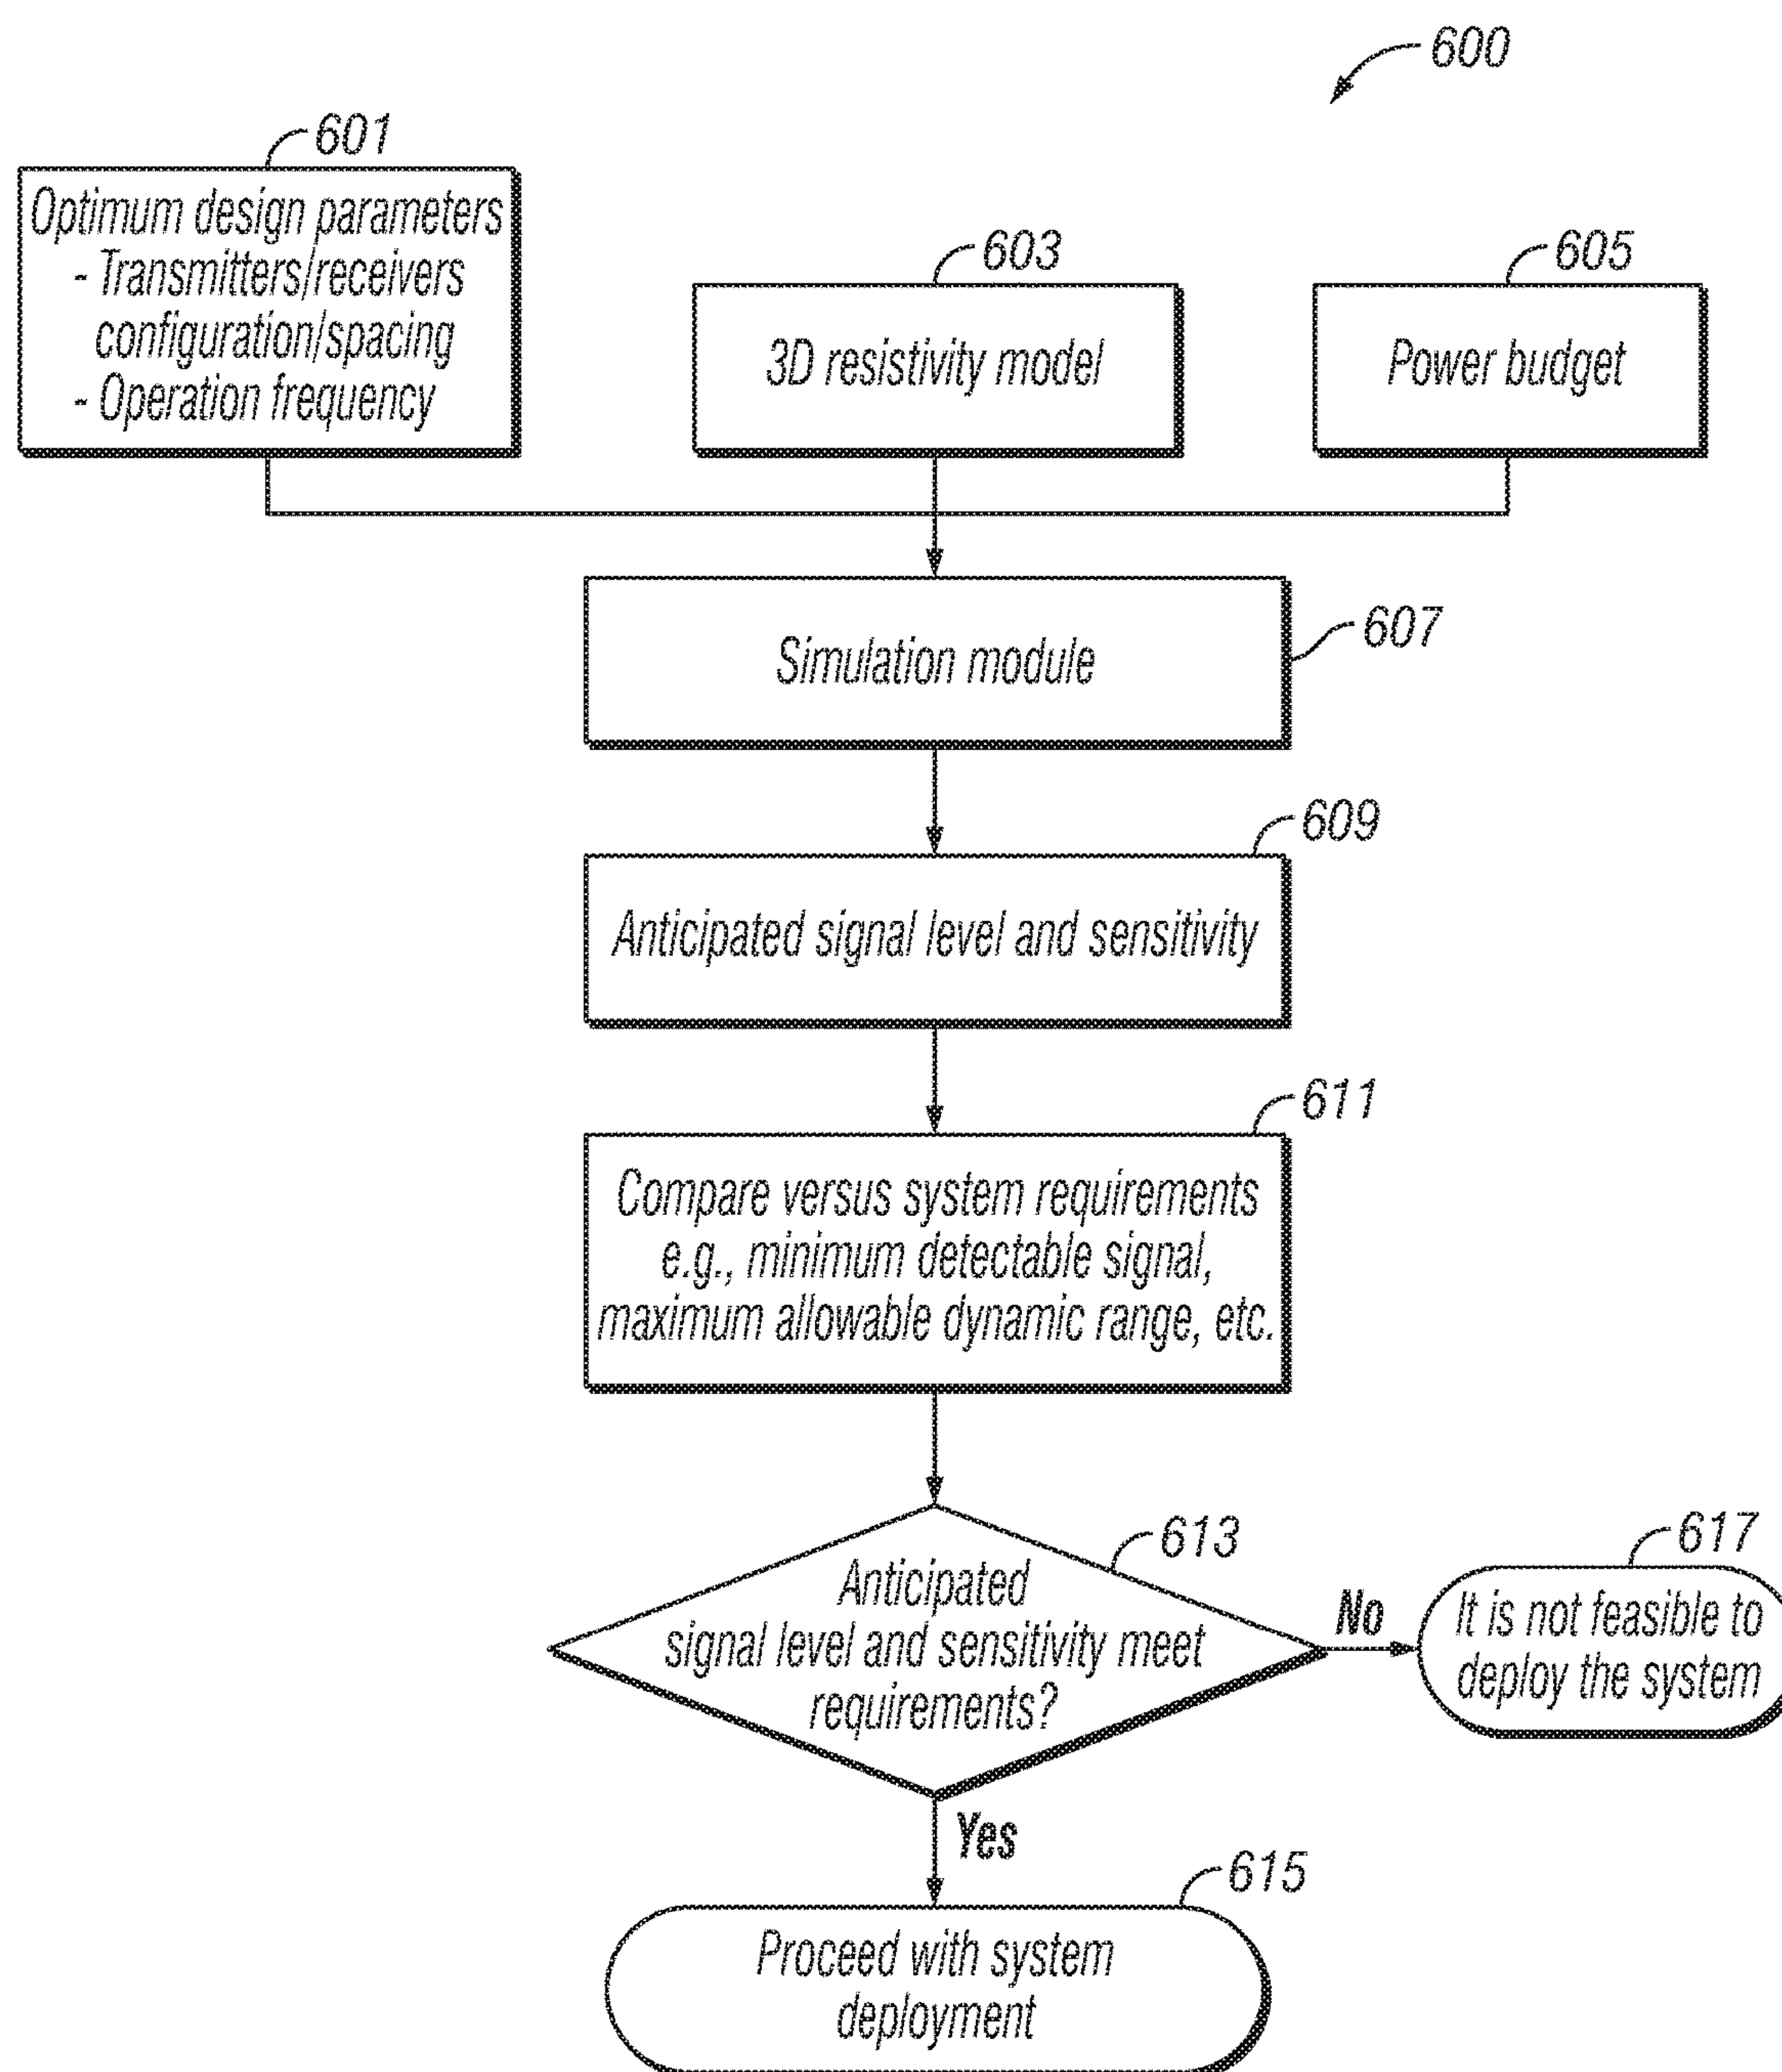 600
601
Optimum design parameters
- Transmitters/receivers
configuration/spacing
- Operation frequency
603
3D resistivity model
605
Power budget
607
Simulation module
609
Anticipated signal level and sensitivity
611
Compare versus system requirements
e.g., minimum detectable signal,
maximum allowable dynamic range, etc.
613
Anticipated
signal level and sensitivity meet
requirements?
No
617
It is not feasible to
deploy the system
Yes
615
Proceed with system
deployment